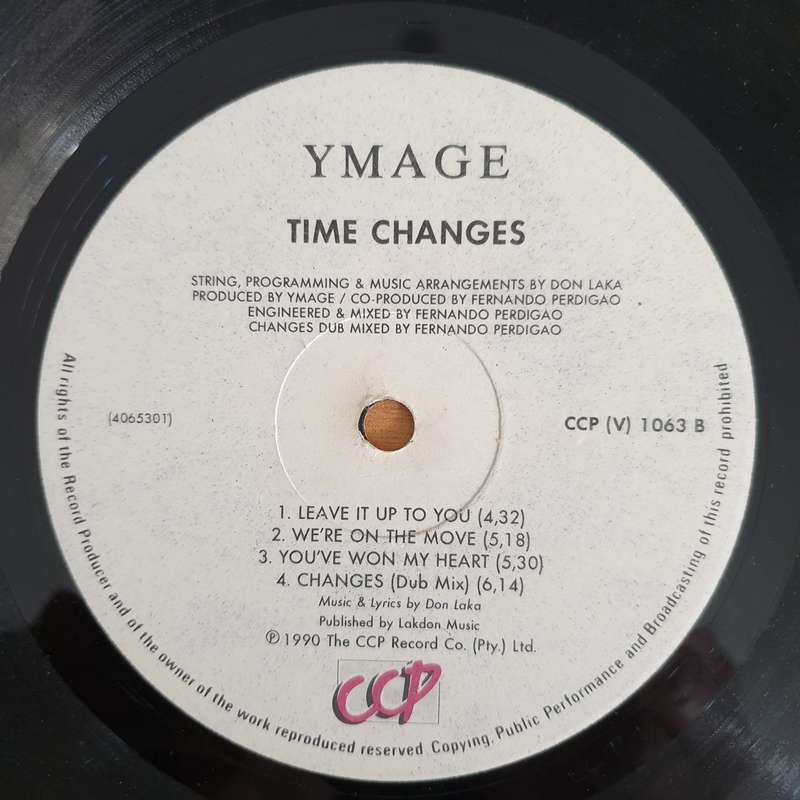 YMAGE
TIME CHANGES
STRING, PROGRAMMING & MUSIC ARRANGEMENTS BY DON LAKA
PRODUCED BY YMAGE / CO-PRODUCED BY FERNANDO PERDIGAO
ENGINEERED & MIXED BY FERNANDO PERDIGAO
CHANGES DUB MIXED BY FERNANDO PERDIGAO
(4065301)
CCP (V) 1063 B
1. LEAVE IT UP TO YOU (4,32)
2. WE'RE ON THE MOVE (5,18)
3. YOU'VE WON MY HEART (5,30)
4. CHANGES (Dub Mix) (6,14)
Music & Lyrics by Don Laka
Published by Lakdon Music
℗ 1990 The CCP Record Co. (Pty.) Ltd.
CCP
All rights of the Record Producer and of the owner of the work reproduced reserved Copying, Public Performance and Broadcasting of this record prohibited